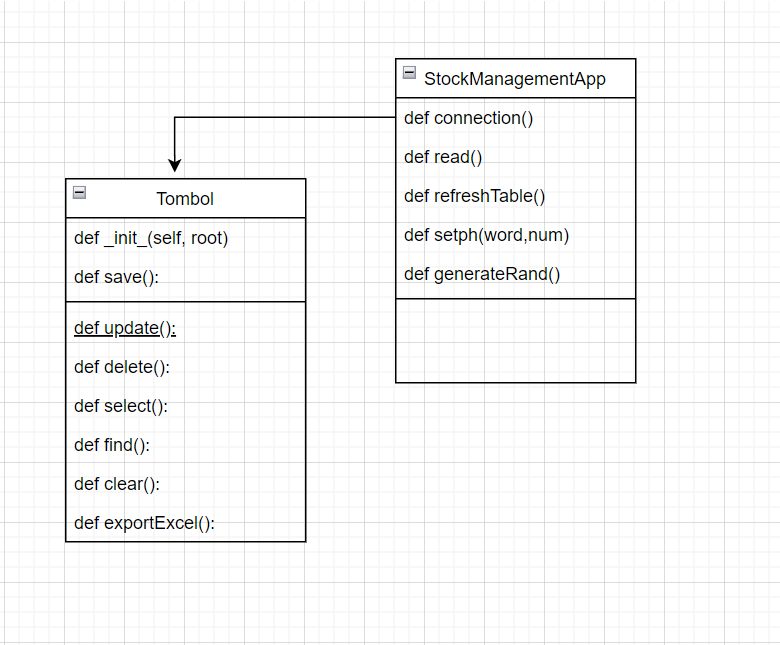 StockManagementApp
def connection()
def read()
def refreshTable()
def setph(word,num)
def generateRand()
Tombol
def _init_(self, root)
def save():
def update():
def delete():
def select():
def find():
def clear():
def exportExcel():